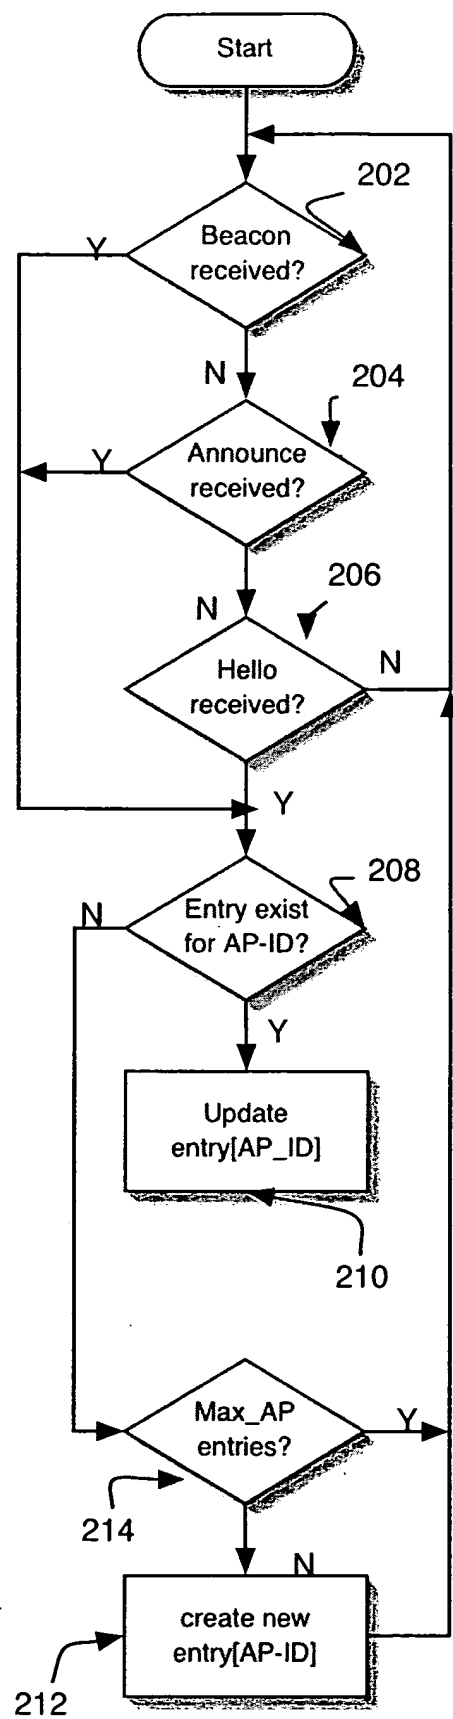 Start
202
Beacon
received?
Y
N
204
Announce
received?
Y
N
206
Hello
received?
N
Y
208
Entry exist
for AP-ID?
N
Y
Update
entry[AP_ID]
210
Max_AP
entries?
Y
214
N
create new
entry[AP-ID]
212